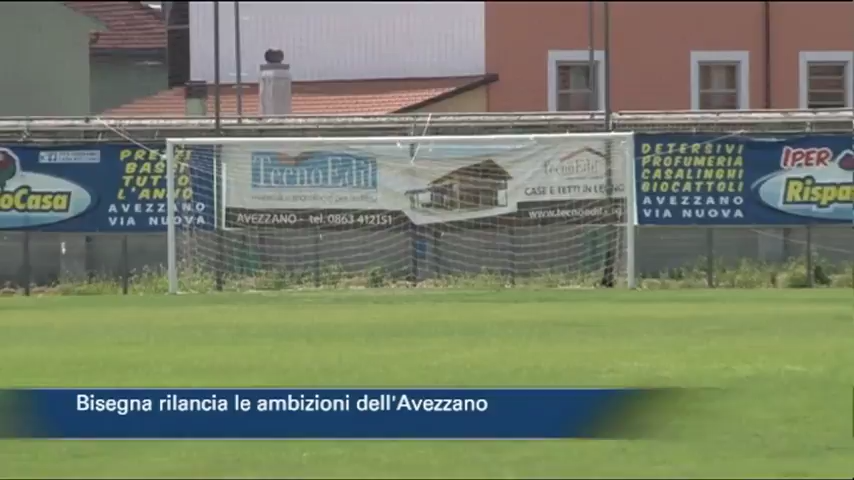 PREZZI
BASSI
TUTTO
L'ANNO
AVEZZANO
VIA NUOVA
TecnoEdil
AVEZZANO - tel. 0863 412151
TecnoEdil
CASE E TETTI IN LEGNO
DETERSIVI
PROFUMERIA
CASALINGHI
GIOCATTOLI
AVEZZANO
VIA NUOVA
IPER
Bisegna rilancia le ambizioni dell'Avezzano